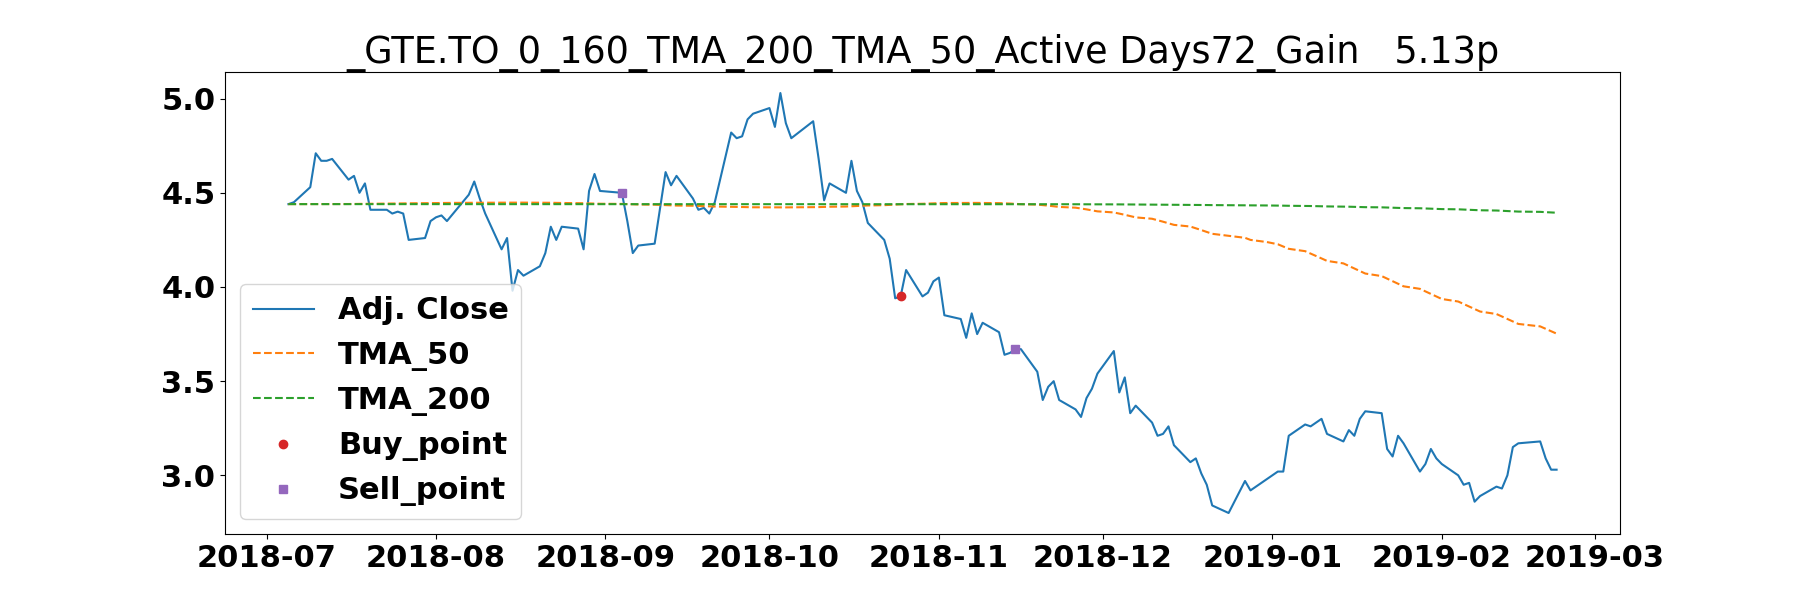 _GTE.TO_0_160_TMA_200_TMA_50_Active Days72_Gain   5.13p
5.0
4.5
4.0
3.5
3.0
Adj. Close
TMA_50
TMA_200
Buy_point
Sell_point
2018-07 2018-08 2018-09 2018-10 2018-11 2018-12 2019-01 2019-02 2019-03